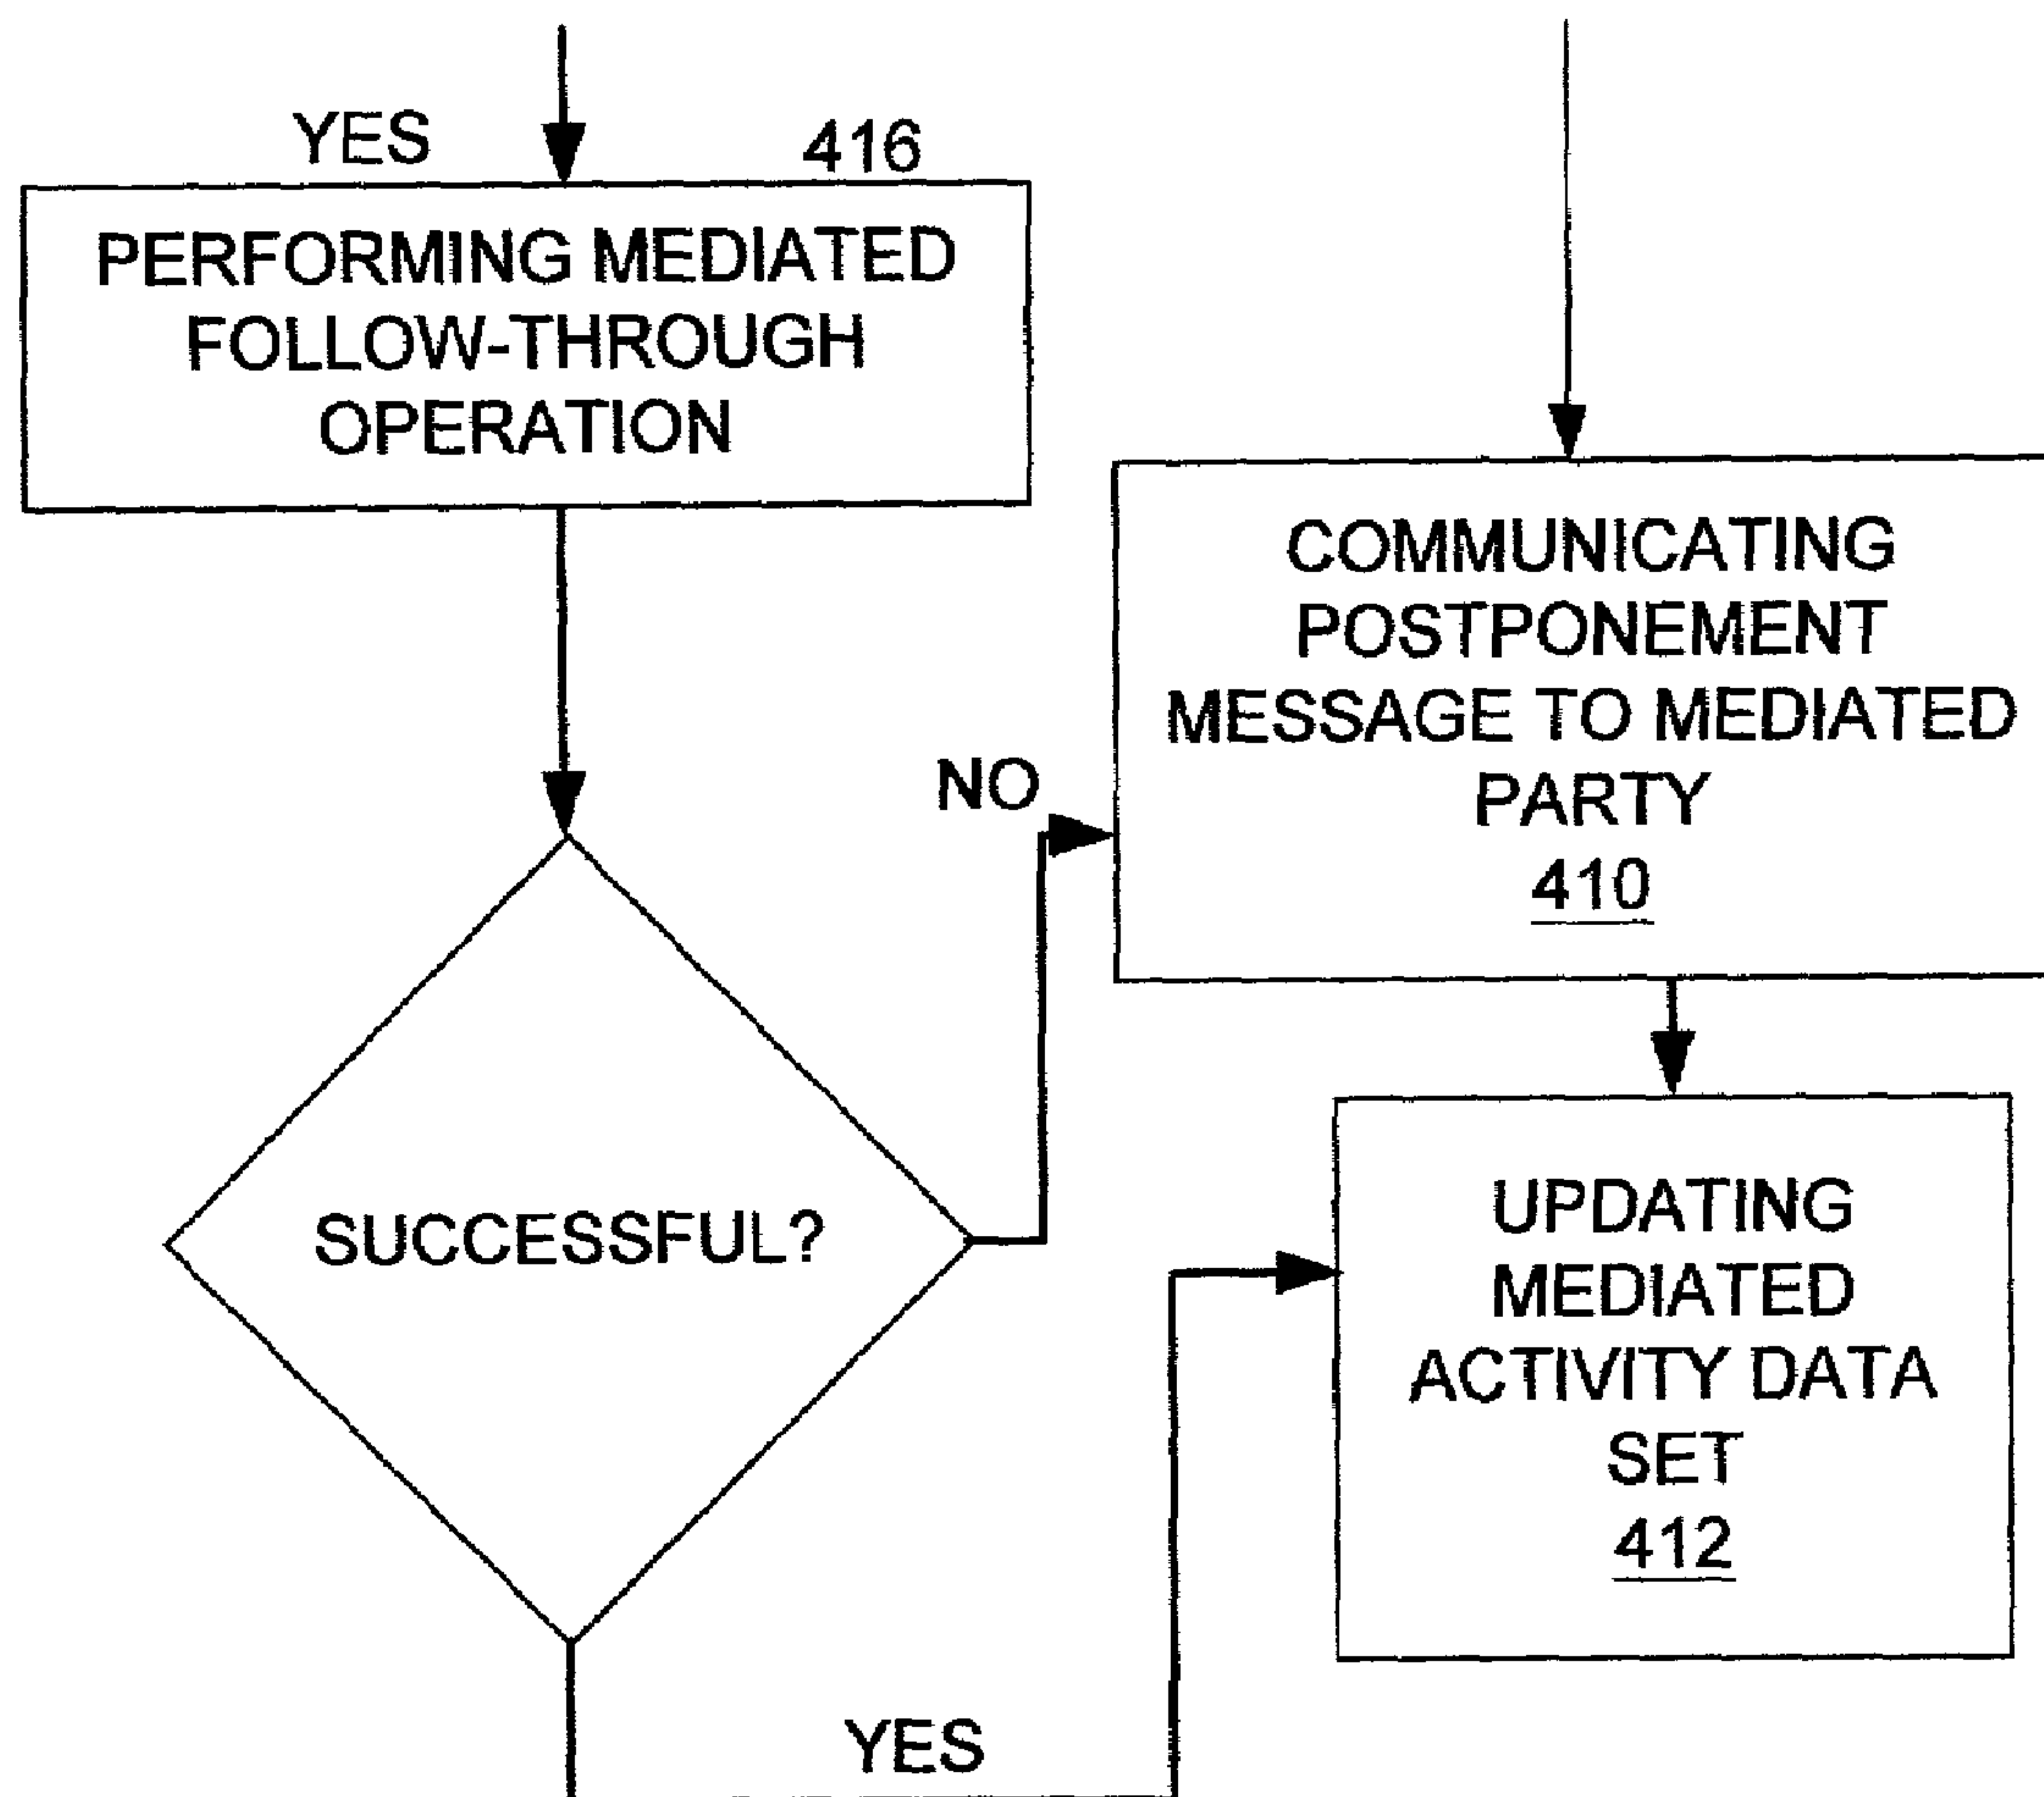 YES
416
PERFORMING MEDIATED
FOLLOW-THROUGH
OPERATION
COMMUNICATING
POSTPONEMENT
MESSAGE TO MEDIATED
PARTY
410
NO
SUCCESSFUL?
UPDATING
MEDIATED
ACTIVITY DATA
SET
412
YES